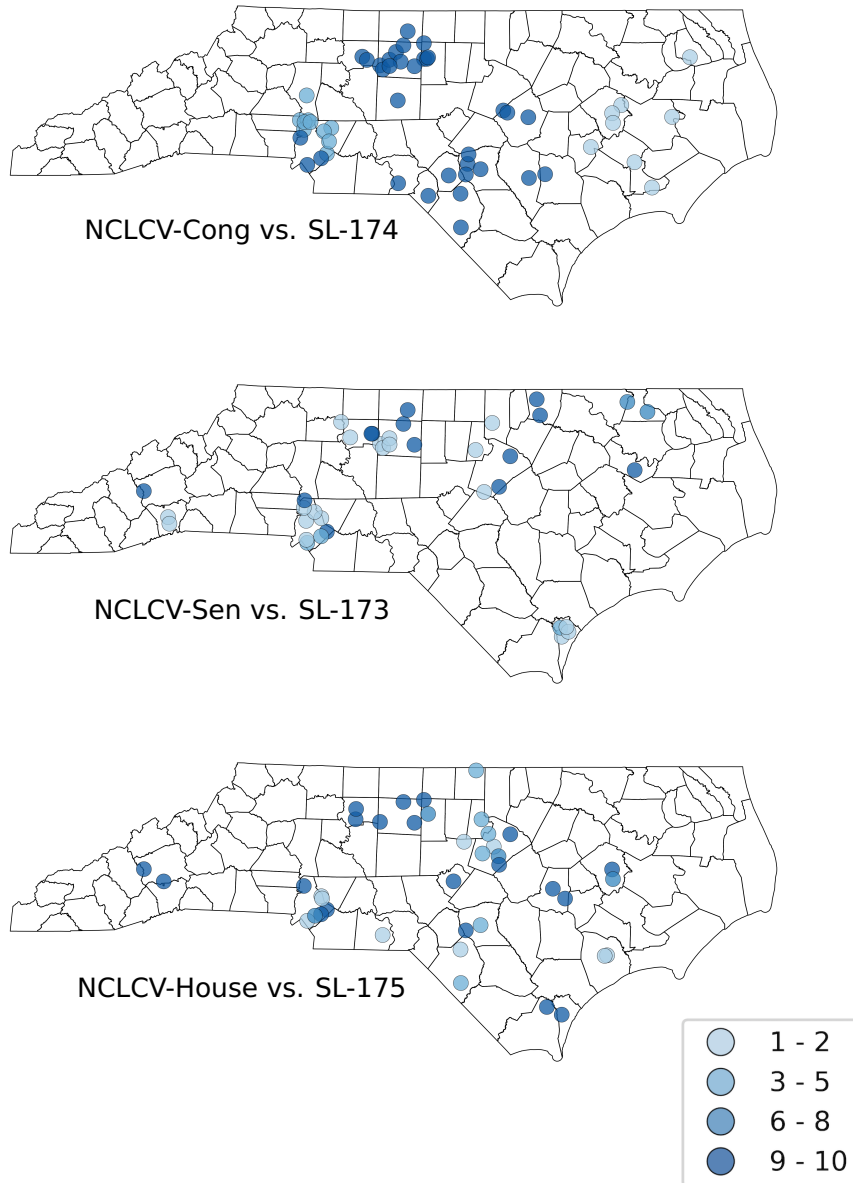 NCLCV-Cong vs. SL-174
NCLCV-Sen vs. SL-173
NCLCV-House vs. SL-175
1 - 2
3 - 5
6 - 8
9 - 10